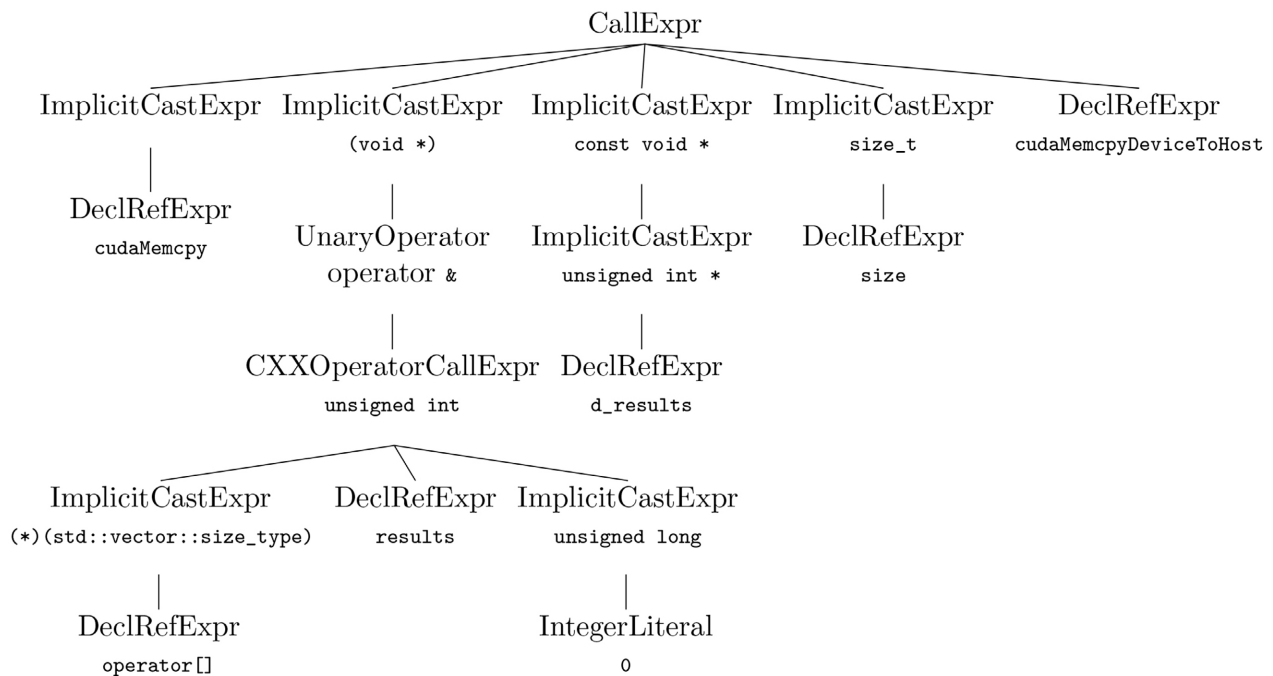 CallExpr
ImplicitCastExpr ImplicitCastExpr ImplicitCastExpr ImplicitCastExpr DeclRefExpr
(void *) const void * size_t cudaMemcpyDeviceToHost
DeclRefExpr
cudaMemcpy
UnaryOperator ImplicitCastExpr DeclRefExpr
operator & unsigned int * size
CXXOperatorCallExpr DeclRefExpr
unsigned int d_results
ImplicitCastExpr DeclRefExpr ImplicitCastExpr
(*)(std::vector::size_type) results unsigned long
DeclRefExpr IntegerLiteral
operator[] 0